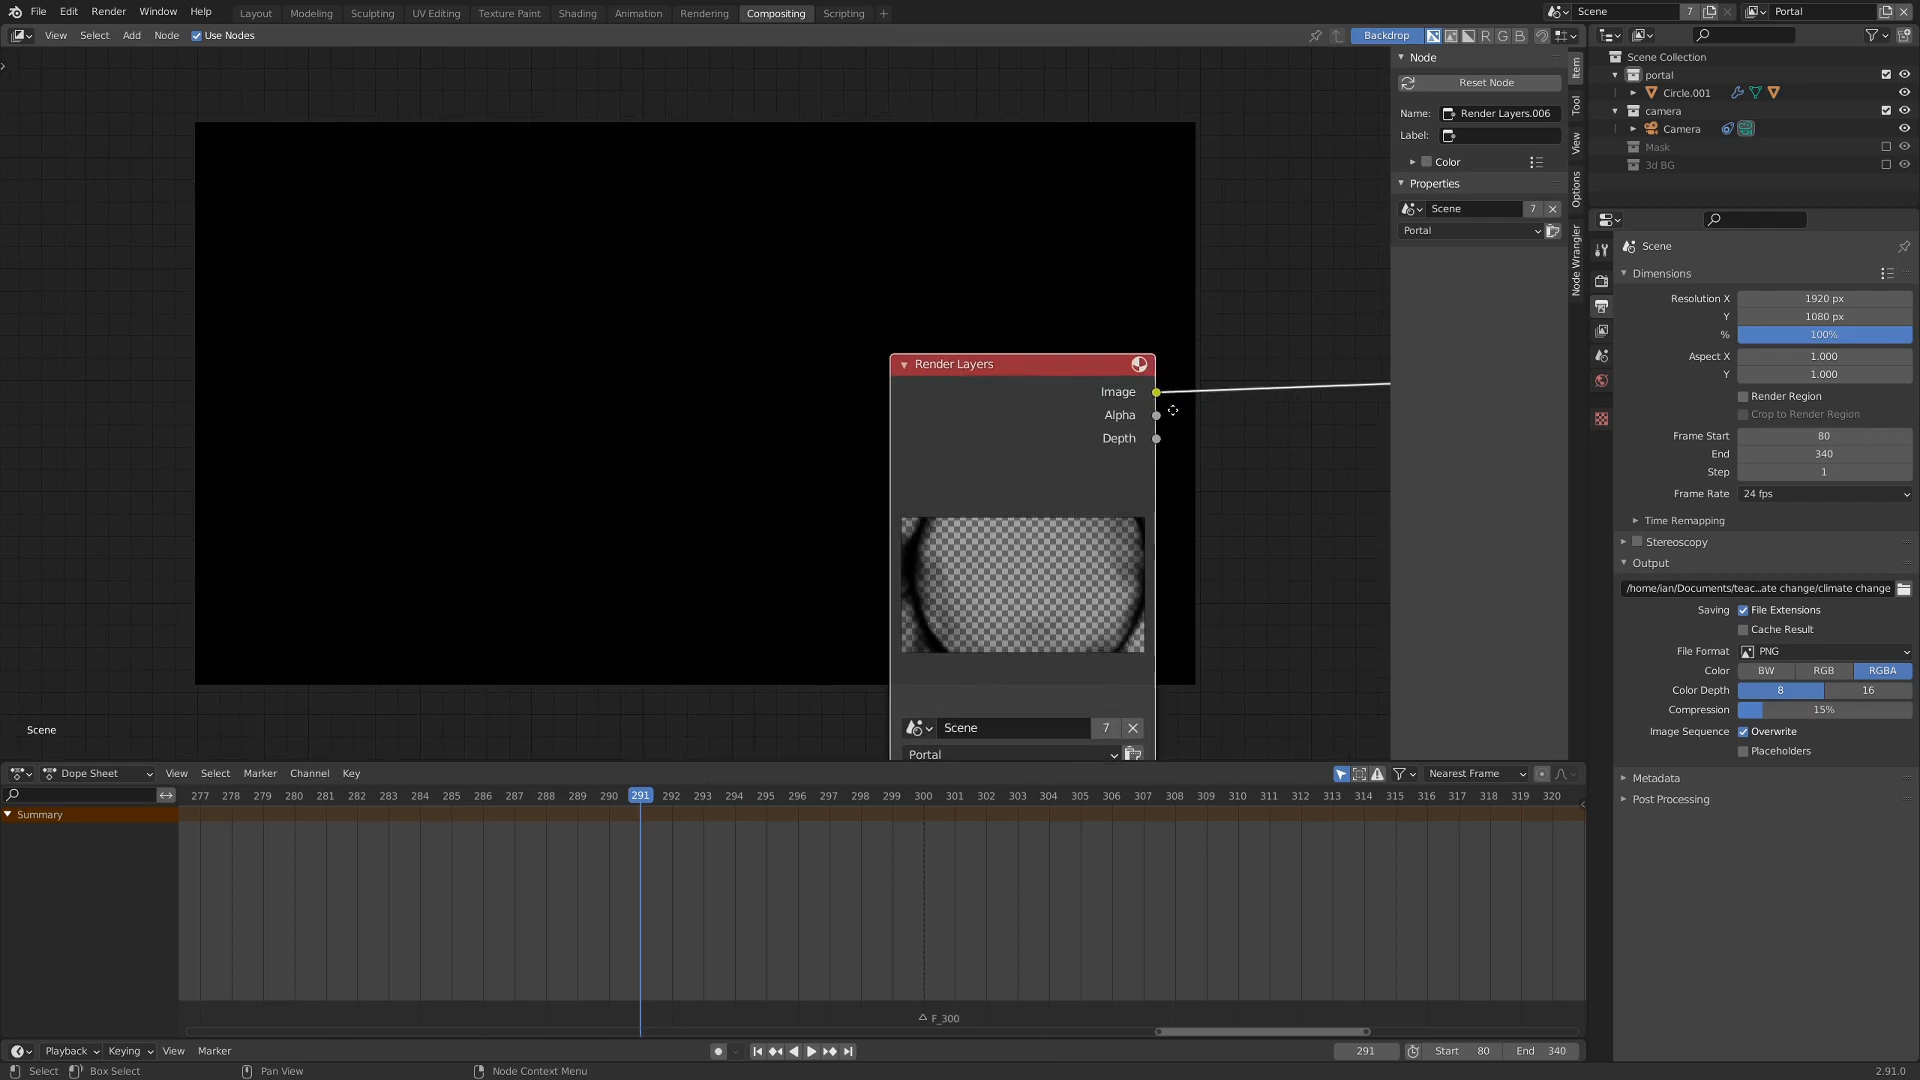 File Edit Render Window Help
Layout Modeling Sculpting UV Editing Texture Paint Shading Animation Rendering Compositing Scripting +
Scene 7 Portal
View Select Add Node Use Nodes Backdrop R G B
Node
Reset Node
Name: Render Layers.006
Label:
Color
Properties
Scene 7
Portal
Item
Tool
View
Options
Node Wrangler
Scene Collection
portal
Circle.001
camera
Camera
Mask
3d BG
Scene
Dimensions
Resolution X 1920 px
Y 1080 px
% 100%
Aspect X 1.000
Y 1.000
Render Region
Crop to Render Region
Frame Start 80
End 340
Step 1
Frame Rate 24 fps
Time Remapping
Stereoscopy
Output
/home/ian/Documents/teac...ate change/climate change
Saving File Extensions
Cache Result
File Format PNG
Color BW RGB RGBA
Color Depth 8 16
Compression 15%
Image Sequence Overwrite
Placeholders
Metadata
Post Processing
Render Layers
Image
Alpha
Depth
Scene 7
Portal
Scene
Dope Sheet View Select Marker Channel Key Nearest Frame
277 278 279 280 281 282 283 284 285 286 287 288 289 290 291 292 293 294 295 296 297 298 299 300 301 302 303 304 305 306 307 308 309 310 311 312 313 314 315 316 317 318 319 320
Summary
F_300
Playback Keying View Marker 291 Start 80 End 340
Select Box Select Pan View Node Context Menu 2.91.0